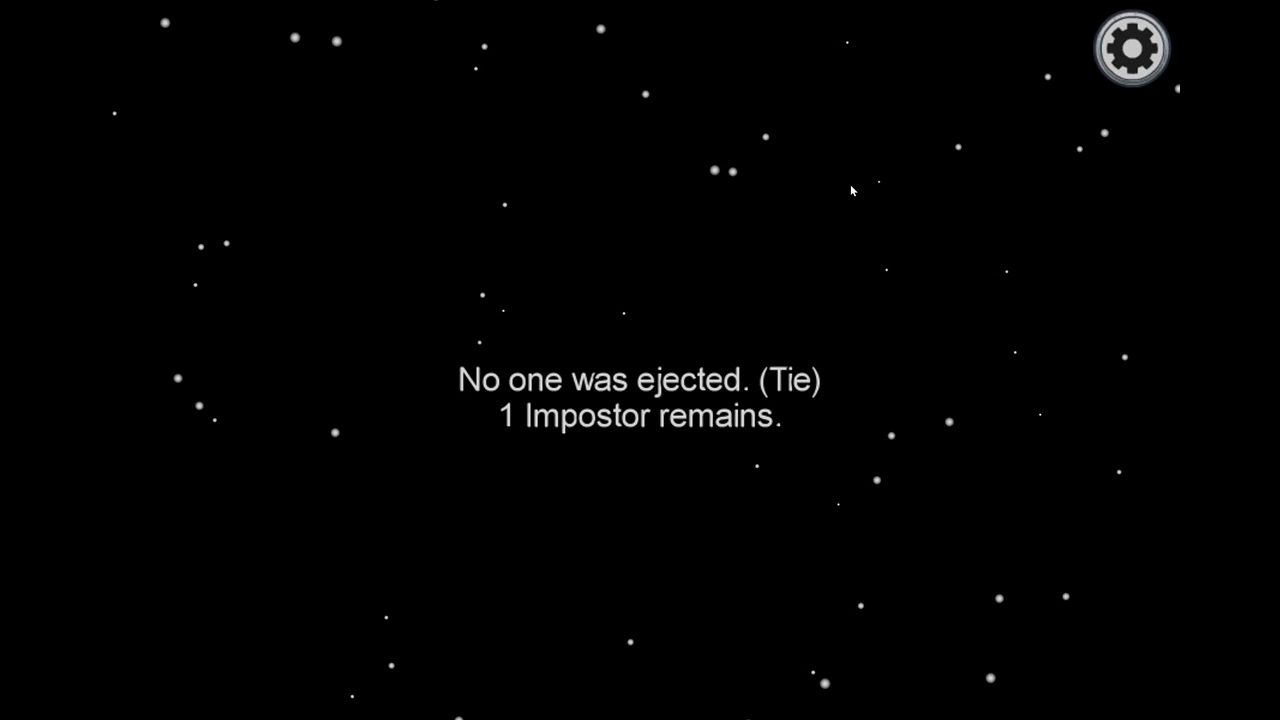 No one was ejected. (Tie)
1 Impostor remains.